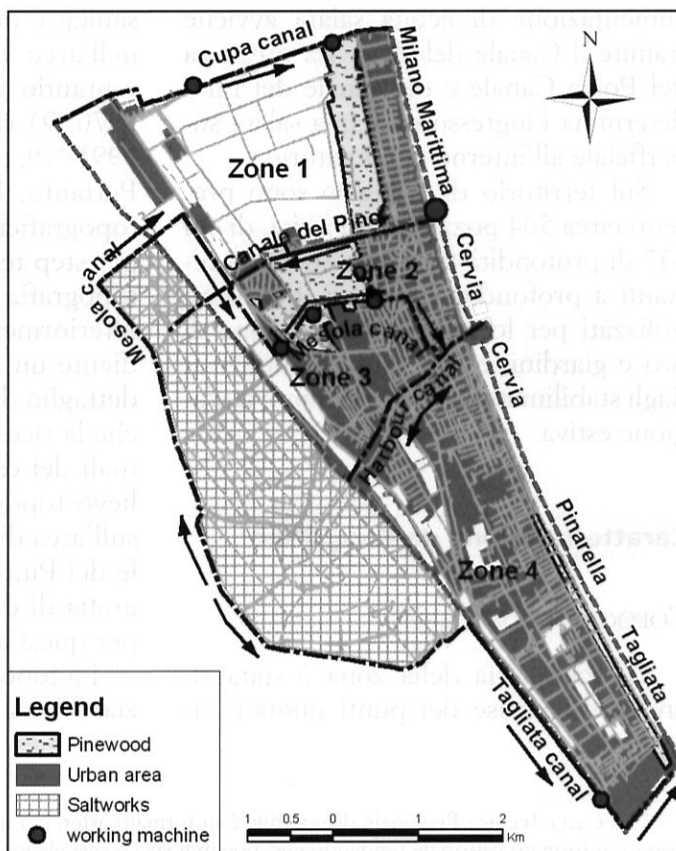 Cupa canal
Milano Marittima
Zone 1
Mesola canal
Canale del Pino
Cervia
Zone 2
Mesola canal
Zone 3
Harbour canal
Cervia
Pinarella
Zone 4
Tagliata
Tagliata canal
Legend
Pinewood
Urban area
Saltworks
working machine
1 0 1 2
Km